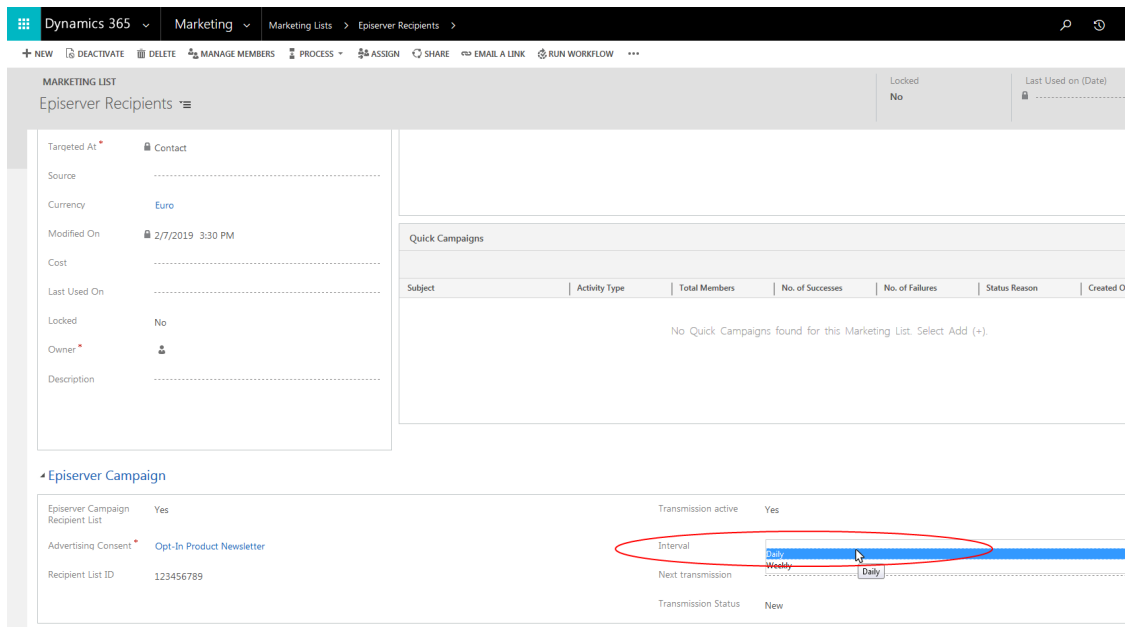 Dynamics 365 Marketing Marketing Lists > Episerver Recipients >
+ NEW DEACTIVATE DELETE MANAGE MEMBERS PROCESS ASSIGN SHARE EMAIL A LINK RUN WORKFLOW •••
MARKETING LIST
Episerver Recipients
Locked
No
Last Used on (Date)
Targeted At * Contact
Source
Currency Euro
Modified On 2/7/2019 3:30 PM
Cost
Last Used On
Locked No
Owner *
Description
Quick Campaigns
Subject Activity Type Total Members No. of Successes No. of Failures Status Reason Created O
No Quick Campaigns found for this Marketing List. Select Add (+).
Episerver Campaign
Episerver Campaign
Recipient List
Yes
Advertising Consent * Opt-In Product Newsletter
Recipient List ID 123456789
Transmission active Yes
Interval
Daily
Weekly
Daily
Next transmission
Transmission Status New